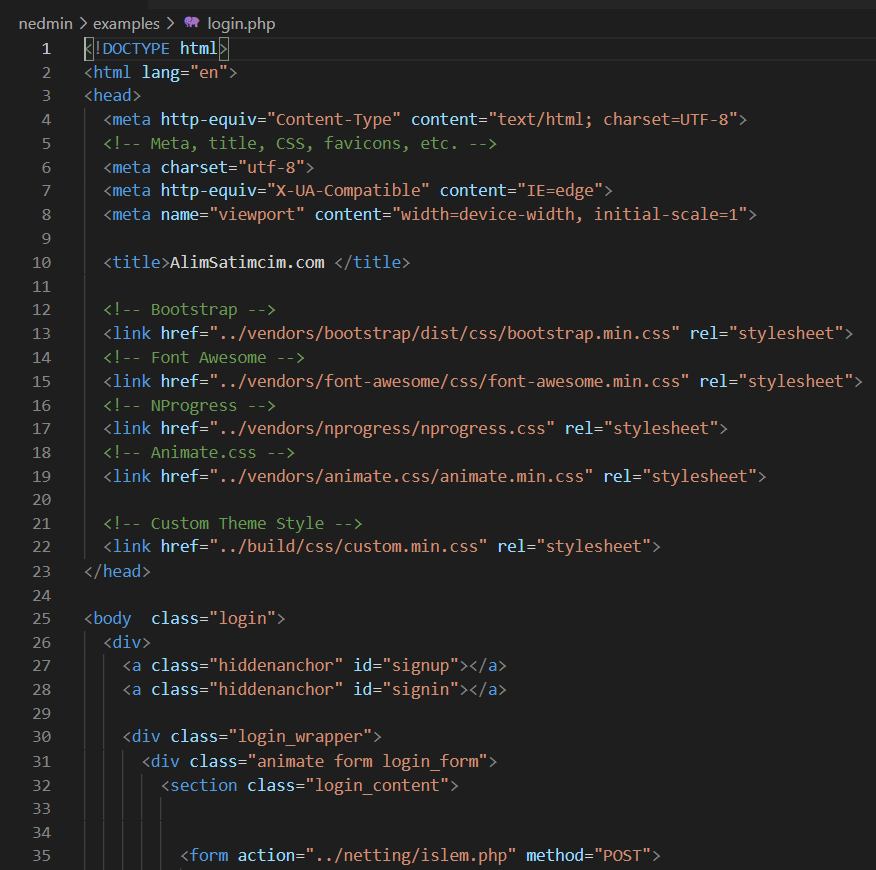 nedmin > examples > login.php
1 <!DOCTYPE html>
2 <html lang="en">
3 <head>
4 <meta http-equiv="Content-Type" content="text/html; charset=UTF-8">
5 <!-- Meta, title, CSS, favicons, etc. -->
6 <meta charset="utf-8">
7 <meta http-equiv="X-UA-Compatible" content="IE=edge">
8 <meta name="viewport" content="width=device-width, initial-scale=1">
9
10 <title>AlimSatimcim.com </title>
11
12 <!-- Bootstrap -->
13 <link href="../vendors/bootstrap/dist/css/bootstrap.min.css" rel="stylesheet">
14 <!-- Font Awesome -->
15 <link href="../vendors/font-awesome/css/font-awesome.min.css" rel="stylesheet">
16 <!-- NProgress -->
17 <link href="../vendors/nprogress/nprogress.css" rel="stylesheet">
18 <!-- Animate.css -->
19 <link href="../vendors/animate.css/animate.min.css" rel="stylesheet">
20
21 <!-- Custom Theme Style -->
22 <link href="../build/css/custom.min.css" rel="stylesheet">
23 </head>
24
25 <body  class="login">
26 <div>
27 <a class="hiddenanchor" id="signup"></a>
28 <a class="hiddenanchor" id="signin"></a>
29
30 <div class="login_wrapper">
31 <div class="animate form login_form">
32 <section class="login_content">
33
34
35 <form action="../netting/islem.php" method="POST">